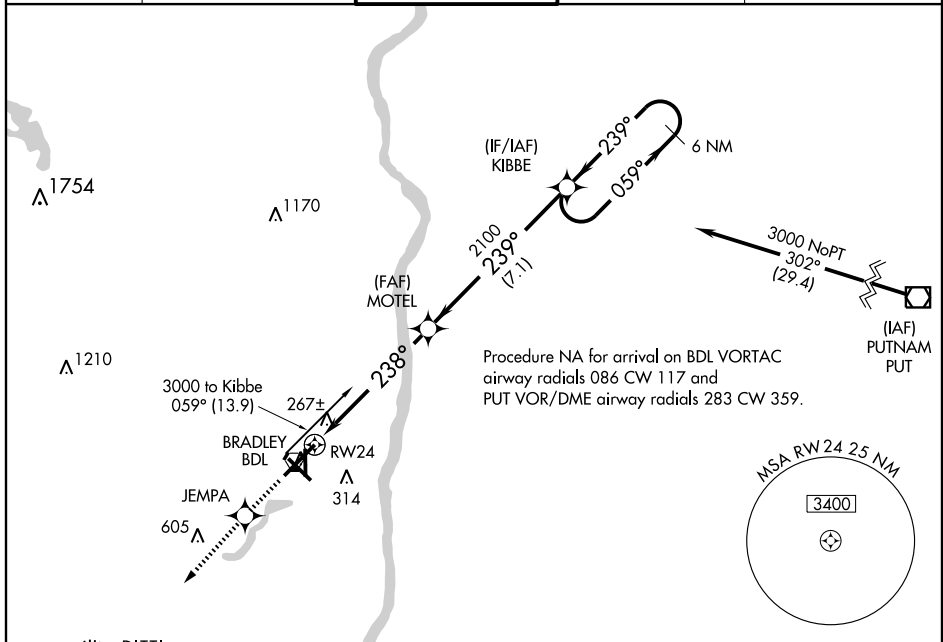 239°
(IF/IAF)
KIBBE
6 NM
059°
1754
1170
2100
239°
(7.1)
3000 NoPT
302°
(29.4)
(FAF)
MOTEL
(IAF)
PUTNAM
PUT
1210
238°
Procedure NA for arrival on BDL VORTAC
airway radials 086 CW 117 and
PUT VOR/DME airway radials 283 CW 359.
3000 to Kibbe
059° (13.9)
267±
BRADLEY
BDL
RW24
314
JEMPA
605
MSA RW24 25 NM
3400